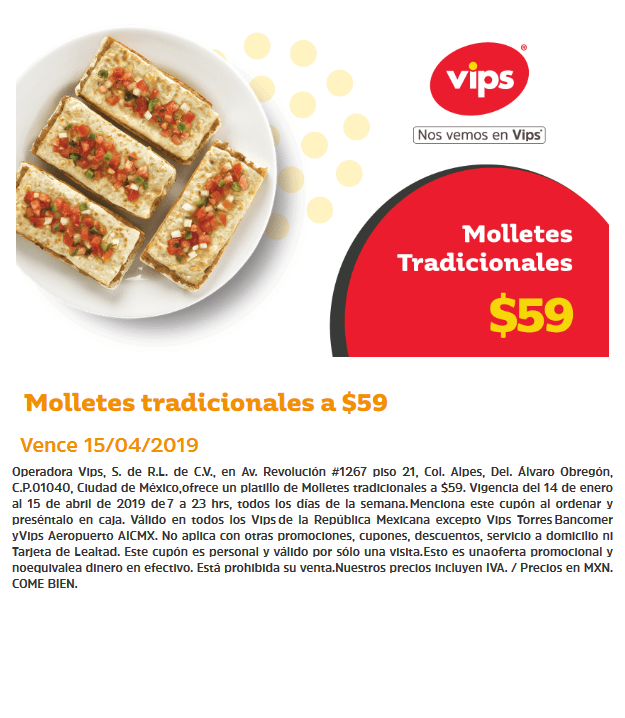 vips®
Nos vemos en Vips®
Molletes
Tradicionales
$59
Molletes tradicionales a $59
Vence 15/04/2019
Operadora Vips, S. de R.L. de C.V., en Av. Revolución #1267 piso 21, Col. Alpes, Del. Álvaro Obregón,
C.P.01040, Ciudad de México,ofrece un platillo de Molletes tradicionales a $59. Vigencia del 14 de enero
al 15 de abril de 2019 de 7 a 23 hrs, todos los días de la semana. Menciona este cupón al ordenar y
preséntalo en caja. Válido en todos los Vips de la República Mexicana excepto Vips Torres Bancomer
y Vips Aeropuerto AICMX. No aplica con otras promociones, cupones, descuentos, servicio a domicilio ni
Tarjeta de Lealtad. Este cupón es personal y válido por sólo una visita.Esto es una oferta promocional y
noequivalea dinero en efectivo. Está prohibida su venta.Nuestros precios incluyen IVA. / Precios en MXN.
COME BIEN.